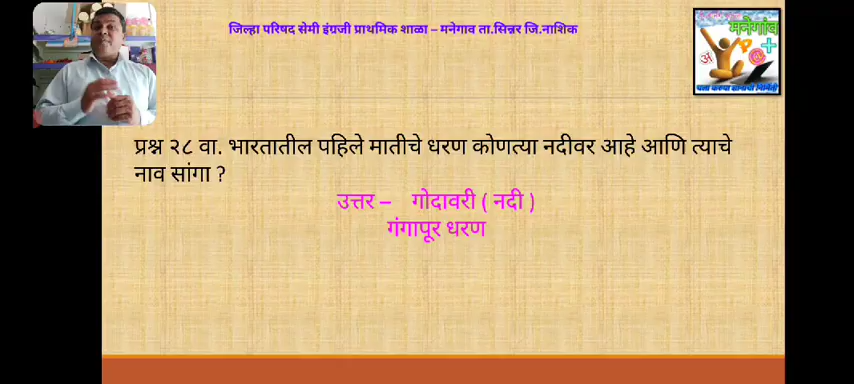 जिल्हा परिषद सेमी इंग्रजी प्राथमिक शाळा – मनेगाव ता.सिन्नर जि.नाशिक
मनेगांव
अ
@
प्रश्न २८ वा. भारतातील पहिले मातीचे धरण कोणत्या नदीवर आहे आणि त्याचे
नाव सांगा ?
उत्तर – गोदावरी ( नदी )
गंगापूर धरण